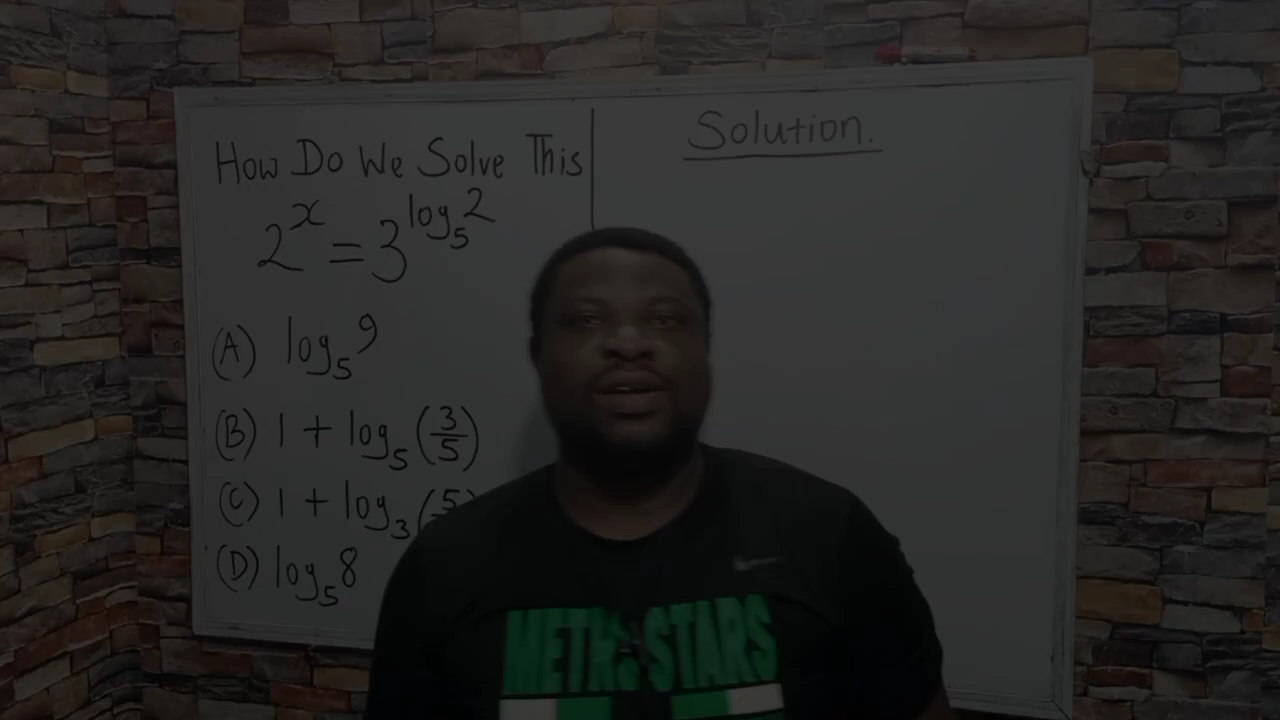 How Do We Solve This
2^x = 3^{log_5 2}
(A) log_5 9
(B) 1 + log_5 (3/5)
(C) 1 + log_3 (5
(D) log_5 8
Solution.
STARS